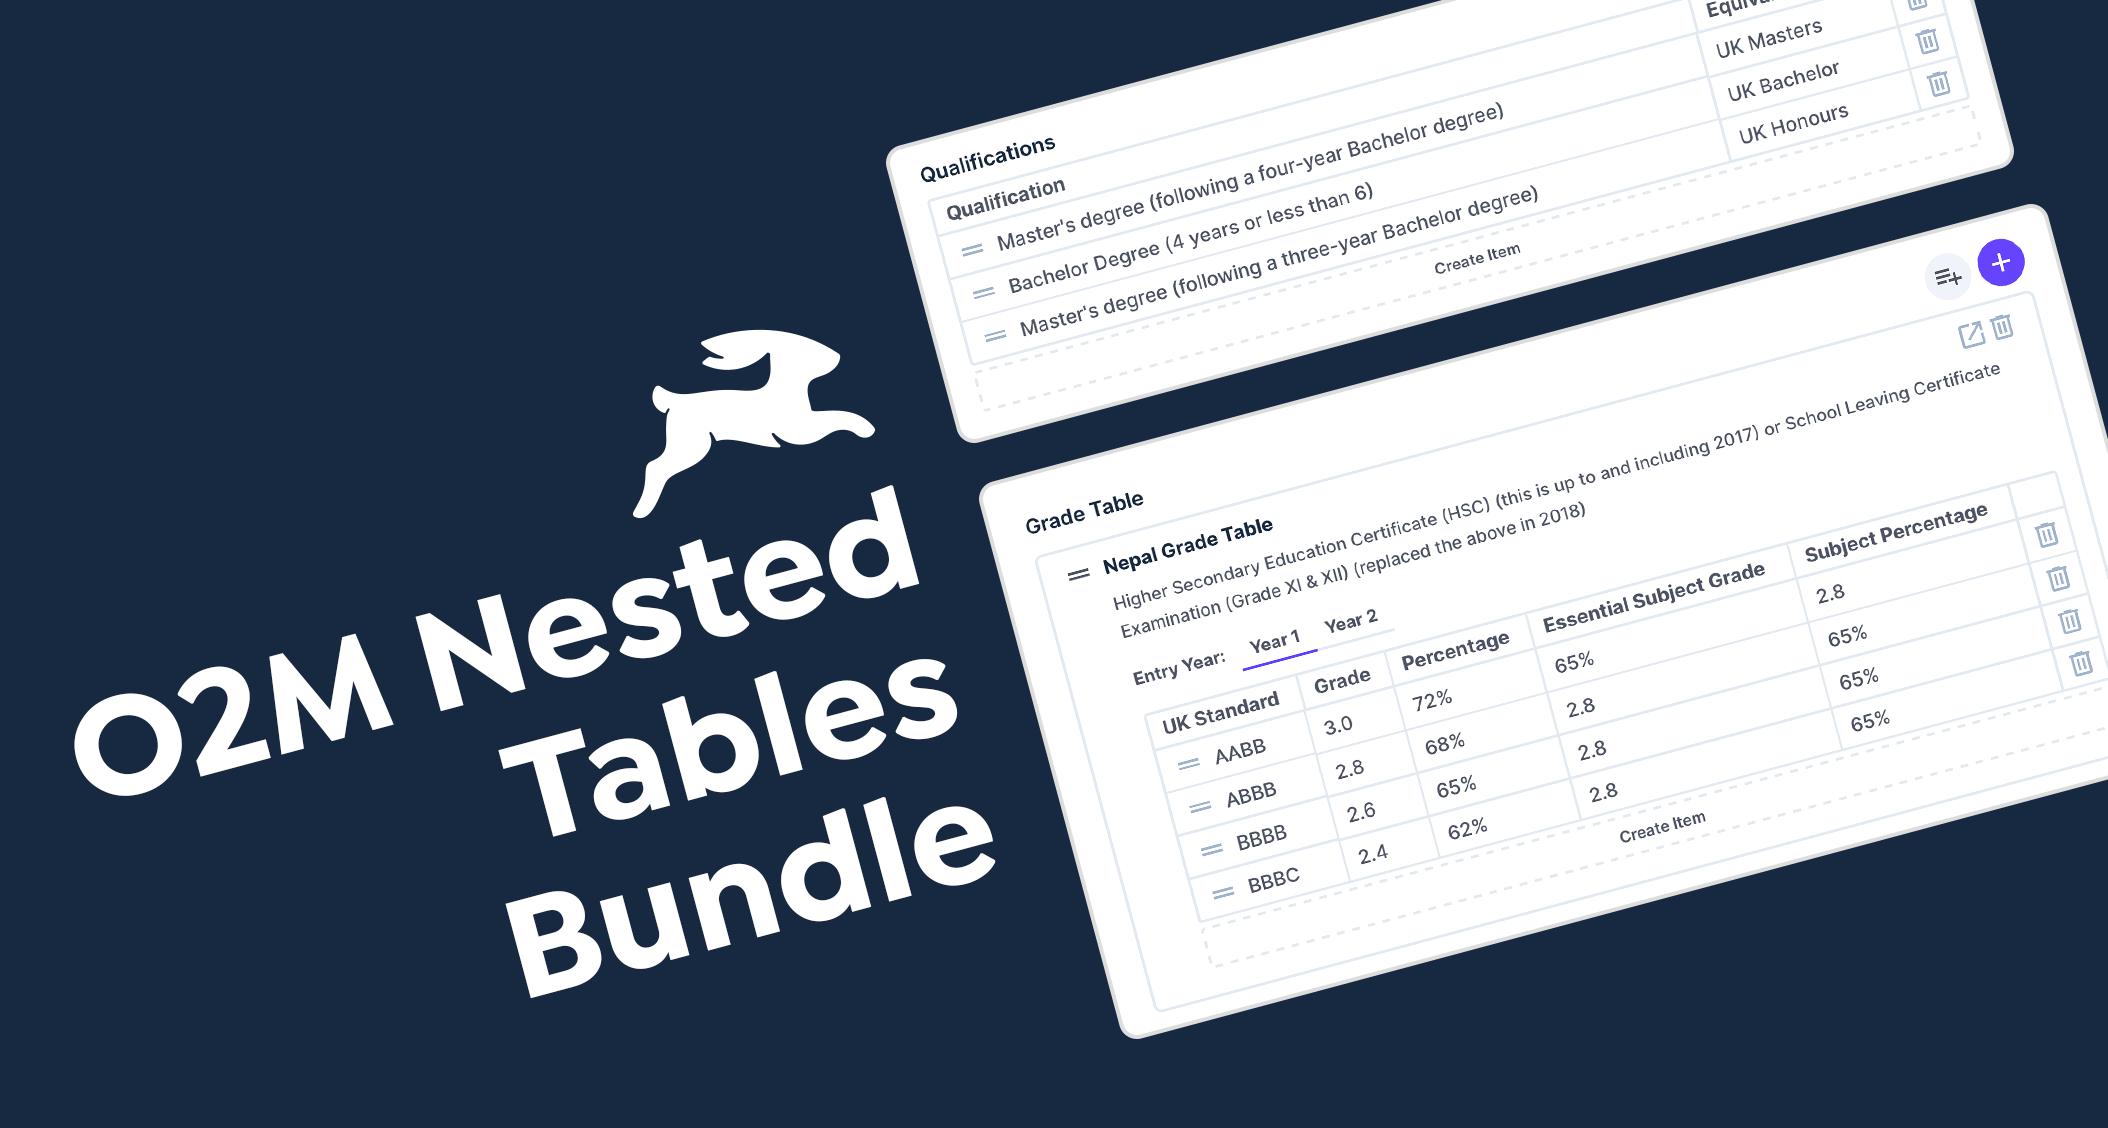 O2M Nested
Tables
Bundle
Qualifications
Qualification
Master's degree (following a four-year Bachelor degree) UK Masters
Bachelor Degree (4 years or less than 6) UK Bachelor
Master's degree (following a three-year Bachelor degree) UK Honours
Create Item
Grade Table
Nepal Grade Table
Higher Secondary Education Certificate (HSC) (this is up to and including 2017) or School Leaving Certificate
Examination (Grade XI & XII) (replaced the above in 2018)
Entry Year: Year 1 Year 2
UK Standard Grade Percentage Essential Subject Grade Subject Percentage
AABB 3.0 72% 65% 2.8
ABBB 2.8 68% 2.8 65%
BBBB 2.6 65% 2.8 65%
BBBC 2.4 62% 2.8 65%
Create Item